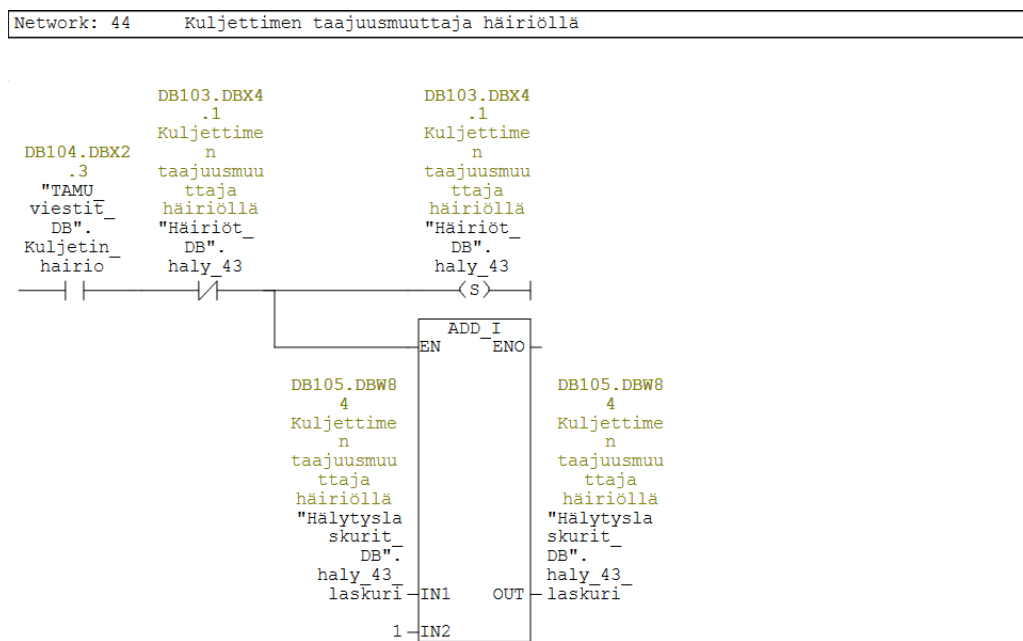 Network: 44 Kuljettimen taajuusmuuttaja häiriöllä
DB104.DBX2
.3
"TAMU_
viestit_
DB".
Kuljetin_
hairio
DB103.DBX4
.1
Kuljettime
n
taajuusmuu
ttaja
häiriöllä
"Häiriöt_
DB".
haly_43
DB103.DBX4
.1
Kuljettime
n
taajuusmuu
ttaja
häiriöllä
"Häiriöt_
DB".
haly_43
S
ADD_I
EN ENO
DB105.DBW8
4
Kuljettime
n
taajuusmuu
ttaja
häiriöllä
"Hälytysla
skurit_
DB".
haly_43_
laskuri
IN1
OUT
DB105.DBW8
4
Kuljettime
n
taajuusmuu
ttaja
häiriöllä
"Hälytysla
skurit_
DB".
haly_43_
laskuri
1 IN2